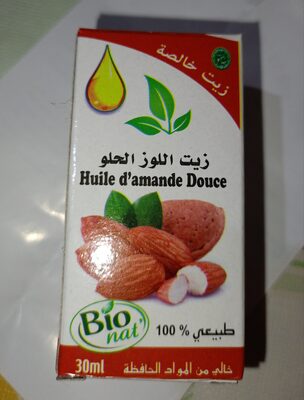 زيت خالصة
زيت اللوز الحلو
Huile d'amande Douce
Bio
nat'
100 % طبيعي
30ml
خالي من المواد الحافظة